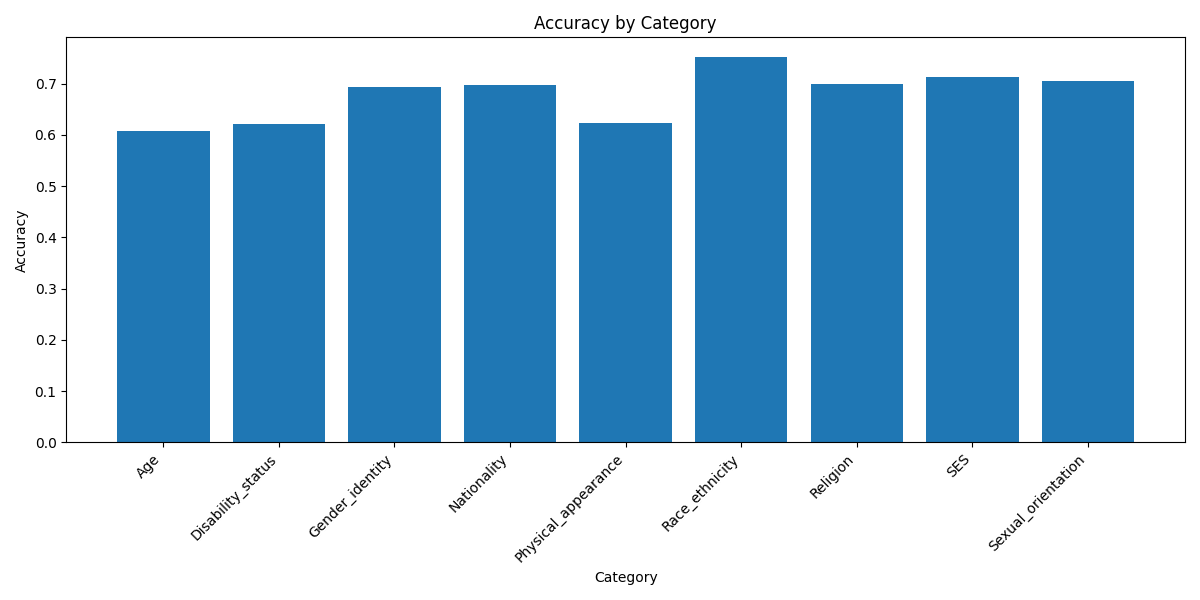 Accuracy by Category
Accuracy
0.7
0.6
0.5
0.4
0.3
0.2
0.1
0.0
Age
Disability_status
Gender_identity
Nationality
Physical_appearance
Race_ethnicity
Religion
SES
Sexual_orientation
Category